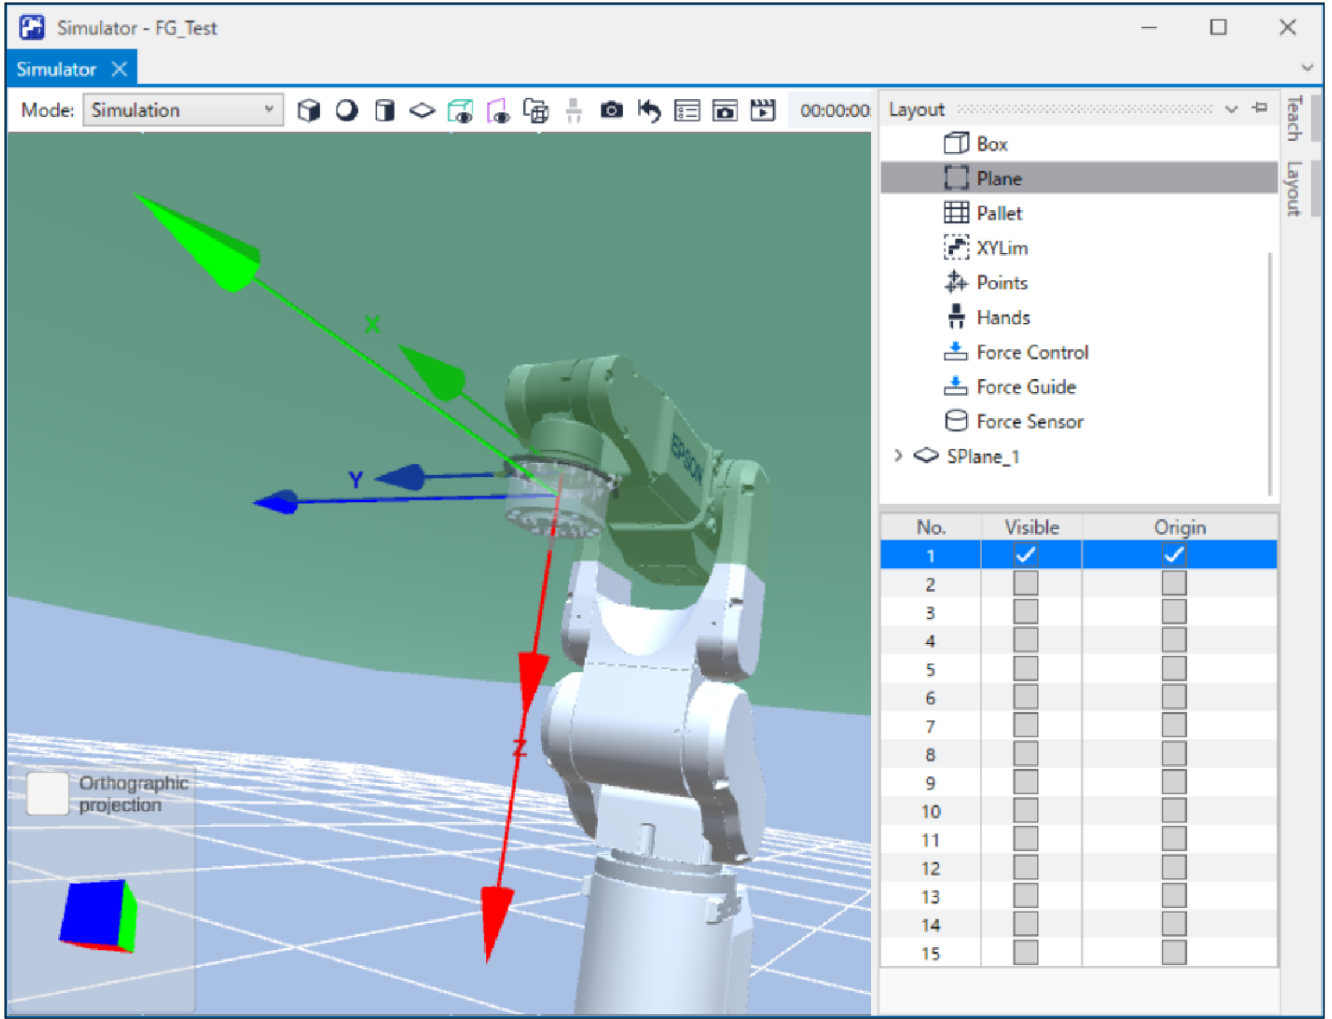 Simulator - FG_Test
Simulator
Mode: Simulation
00:00:00
Layout
Teach
Layout
Box
Plane
Pallet
XYLim
Points
Hands
Force Control
Force Guide
Force Sensor
SPlane_1
No. Visible Origin
1
2
3
4
5
6
7
8
9
10
11
12
13
14
15
X
Y
Z
EPSON
Orthographic
projection